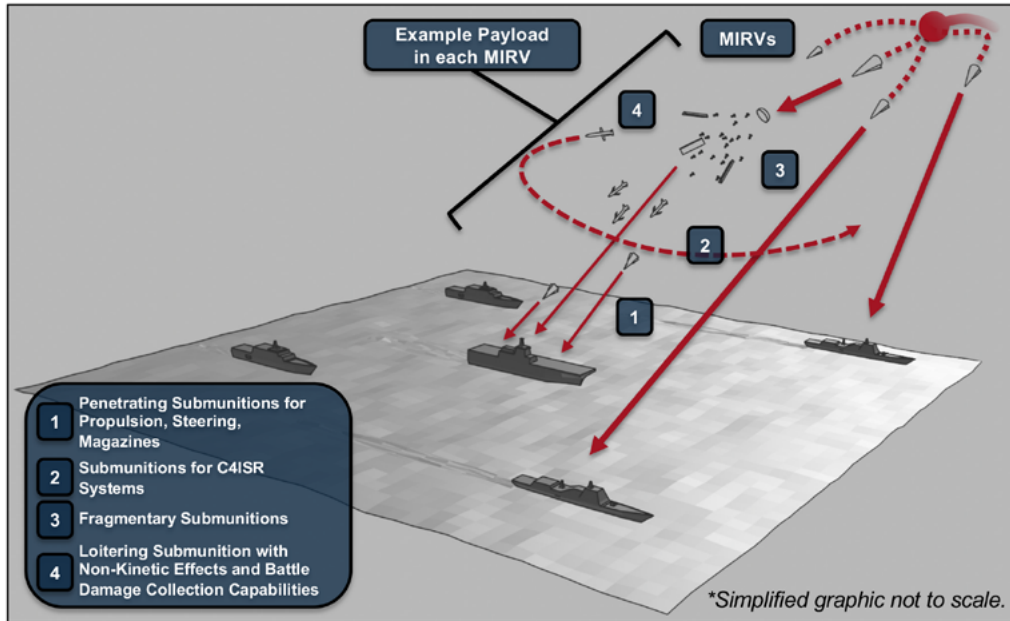 Example Payload
in each MIRV
MIRVs
4
3
2
1
1 Penetrating Submunitions for
Propulsion, Steering,
Magazines
2 Submunitions for C4ISR
Systems
3 Fragmentary Submunitions
4 Loitering Submunition with
Non-Kinetic Effects and Battle
Damage Collection Capabilities
*Simplified graphic not to scale.